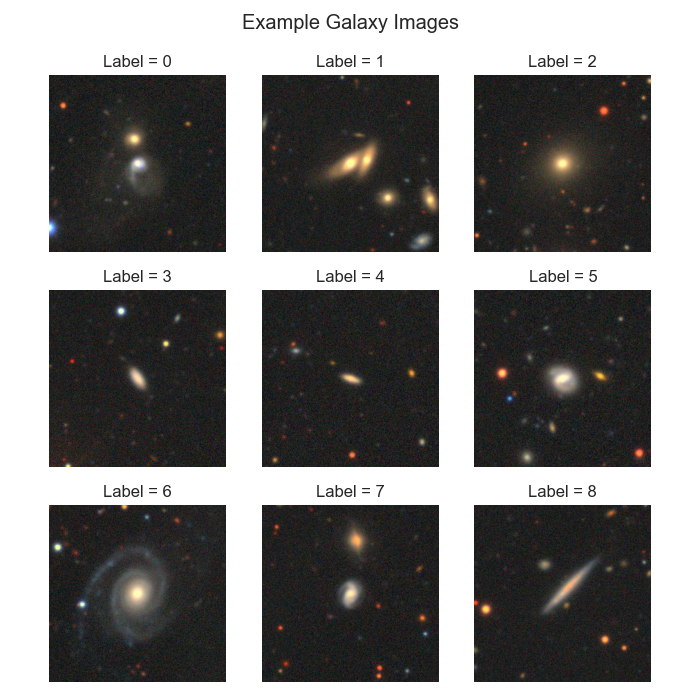 Example Galaxy Images
Label = 0
Label = 1
Label = 2
Label = 3
Label = 4
Label = 5
Label = 6
Label = 7
Label = 8